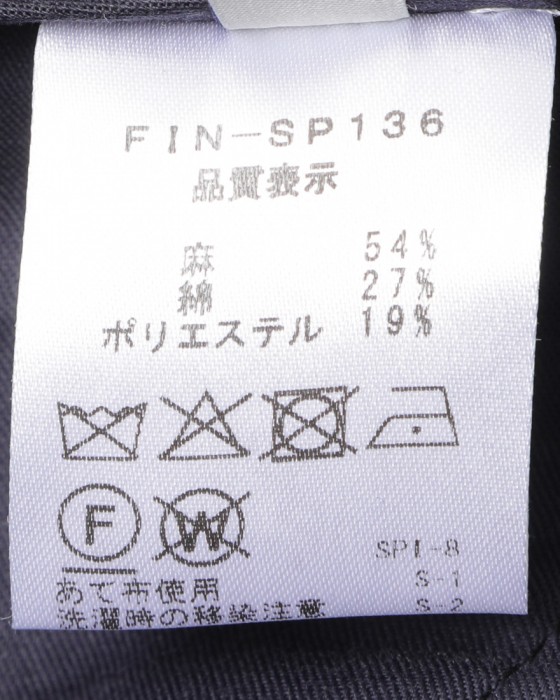 FIN-SP136
品質表示
麻 54%
綿 27%
ポリエステル 19%
F W
SPI-8
S-1
S-2
あて布使用
洗濯時の移染注意